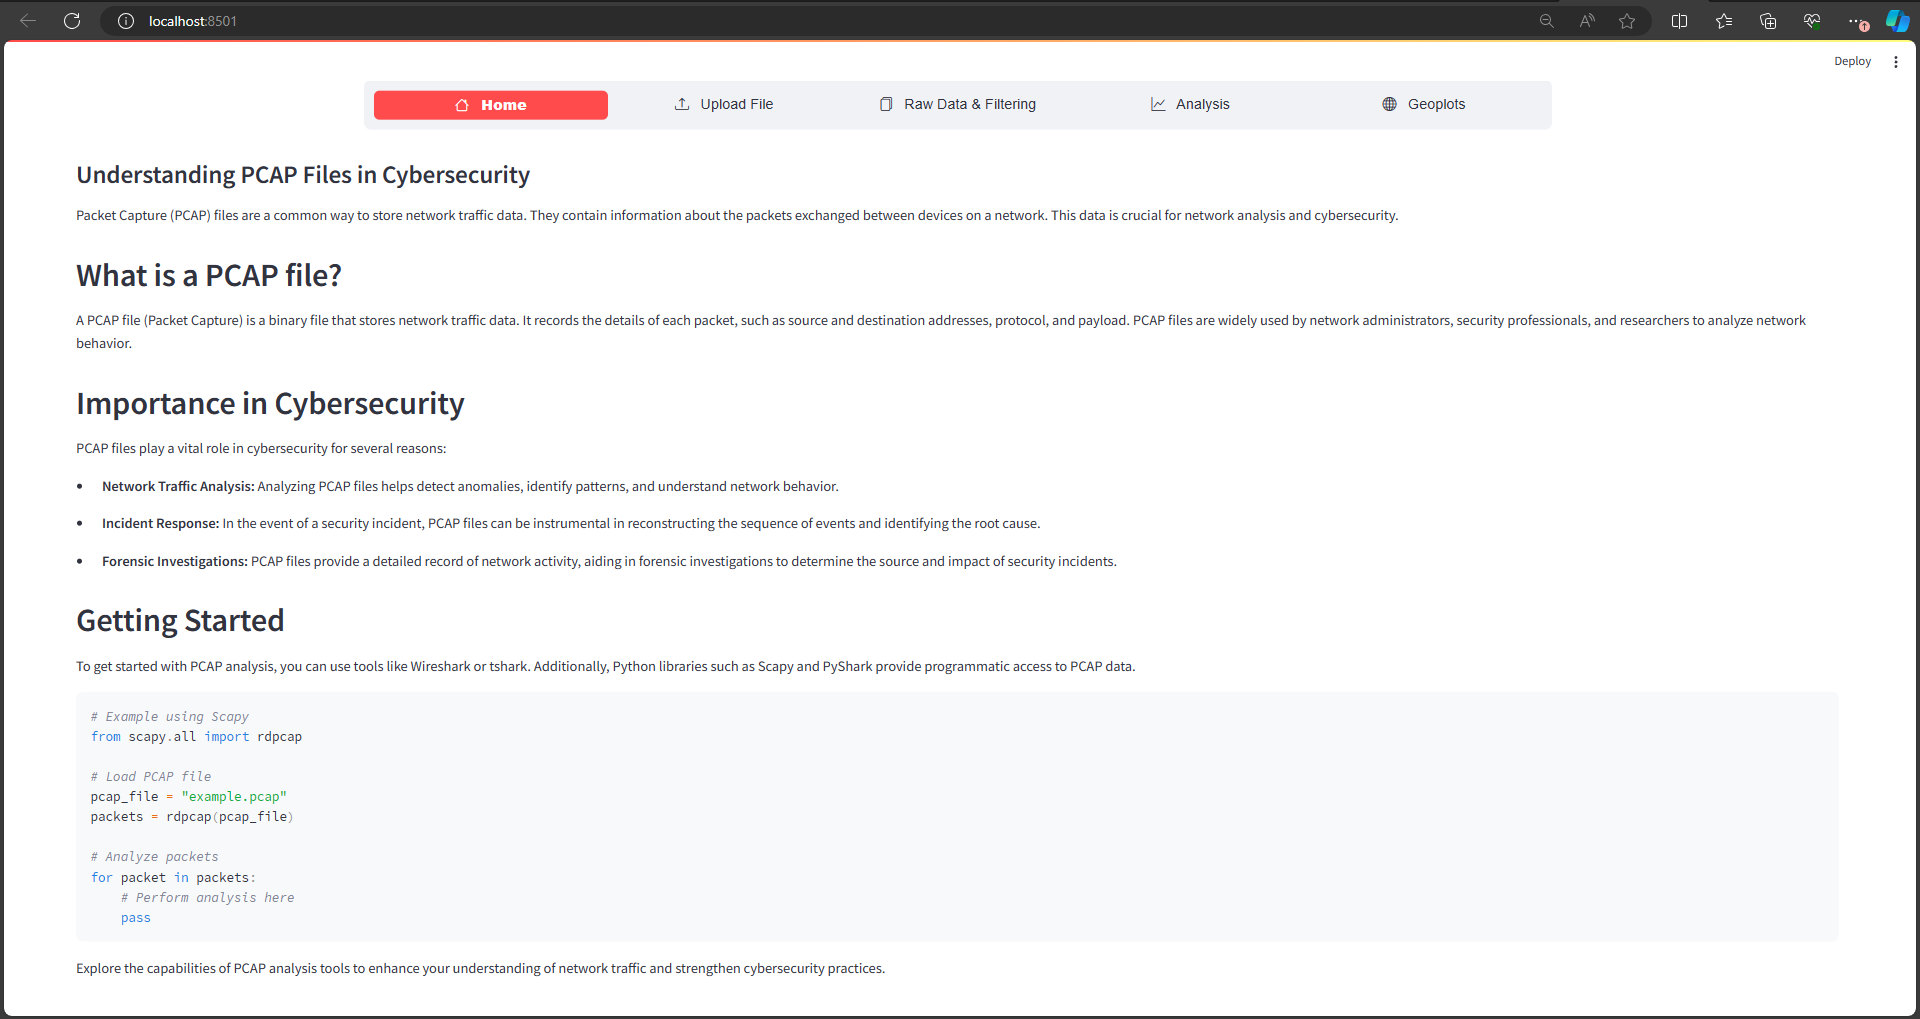 localhost:8501
Deploy
Home
Upload File
Raw Data & Filtering
Analysis
Geoplots
Understanding PCAP Files in Cybersecurity
Packet Capture (PCAP) files are a common way to store network traffic data. They contain information about the packets exchanged between devices on a network. This data is crucial for network analysis and cybersecurity.
What is a PCAP file?
A PCAP file (Packet Capture) is a binary file that stores network traffic data. It records the details of each packet, such as source and destination addresses, protocol, and payload. PCAP files are widely used by network administrators, security professionals, and researchers to analyze network
behavior.
Importance in Cybersecurity
PCAP files play a vital role in cybersecurity for several reasons:
• Network Traffic Analysis: Analyzing PCAP files helps detect anomalies, identify patterns, and understand network behavior.
• Incident Response: In the event of a security incident, PCAP files can be instrumental in reconstructing the sequence of events and identifying the root cause.
• Forensic Investigations: PCAP files provide a detailed record of network activity, aiding in forensic investigations to determine the source and impact of security incidents.
Getting Started
To get started with PCAP analysis, you can use tools like Wireshark or tshark. Additionally, Python libraries such as Scapy and PyShark provide programmatic access to PCAP data.
# Example using Scapy
from scapy.all import rdpcap
# Load PCAP file
pcap_file = "example.pcap"
packets = rdpcap(pcap_file)
# Analyze packets
for packet in packets:
    # Perform analysis here
    pass
Explore the capabilities of PCAP analysis tools to enhance your understanding of network traffic and strengthen cybersecurity practices.